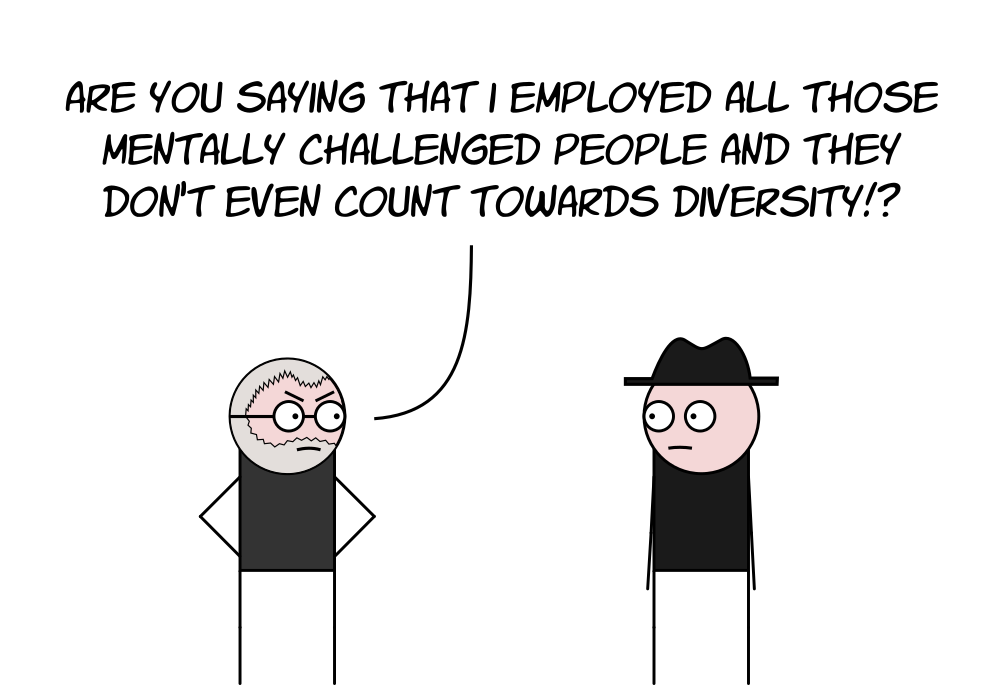 ARE YOU SAYING THAT I EMPLOYED ALL THOSE
MENTALLY CHALLENGED PEOPLE AND THEY
DON'T EVEN COUNT TOWARDS DIVERSITY!?